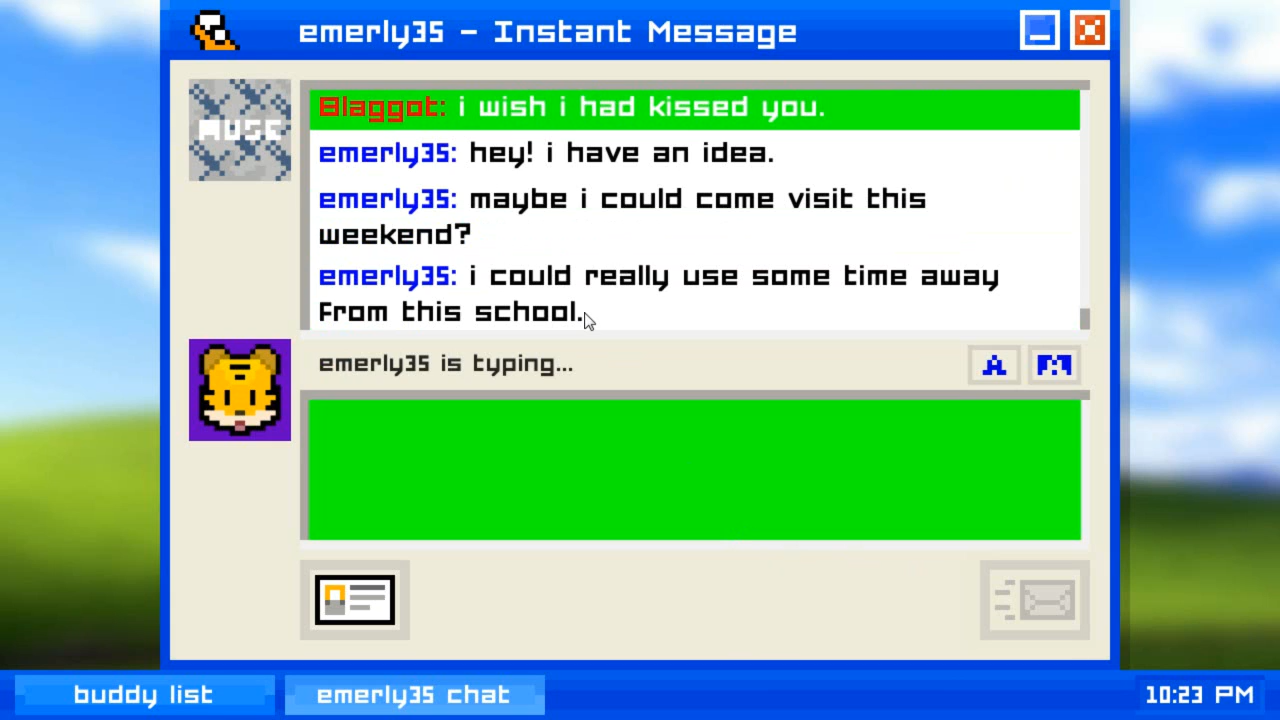 emerly35 - Instant Message
MUSE
Blaggot: i wish i had kissed you.
emerly35: hey! i have an idea.
emerly35: maybe i could come visit this
weekend?
emerly35: i could really use some time away
from this school.
emerly35 is typing...
A
buddy list
emerly35 chat
10:23 PM